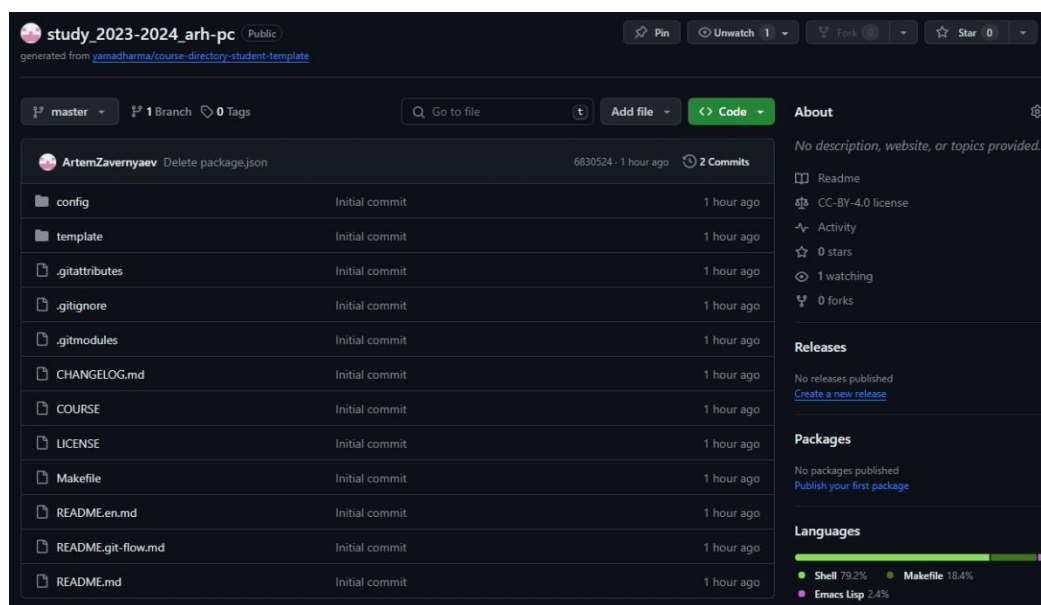 study_2023-2024_arh-pc Public
Pin
Unwatch 1
Fork 0
Star 0
generated from yamadharma/course-directory-student-template
master
1 Branch
0 Tags
Go to file
t
Add file
<> Code
ArtemZavernyaev Delete package.json 6830524 · 1 hour ago 2 Commits
config Initial commit 1 hour ago
template Initial commit 1 hour ago
.gitattributes Initial commit 1 hour ago
.gitignore Initial commit 1 hour ago
.gitmodules Initial commit 1 hour ago
CHANGELOG.md Initial commit 1 hour ago
COURSE Initial commit 1 hour ago
LICENSE Initial commit 1 hour ago
Makefile Initial commit 1 hour ago
README.en.md Initial commit 1 hour ago
README.git-flow.md Initial commit 1 hour ago
README.md Initial commit 1 hour ago
About
No description, website, or topics provided.
Readme
CC-BY-4.0 license
Activity
0 stars
1 watching
0 forks
Releases
No releases published
Create a new release
Packages
No packages published
Publish your first package
Languages
Shell 79.2% Makefile 18.4%
Emacs Lisp 2.4%